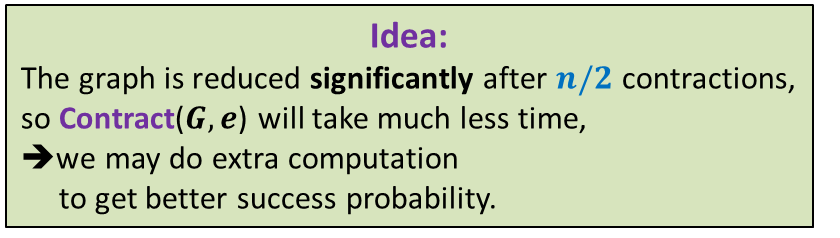 Idea:
The graph is reduced significantly after n/2 contractions,
so Contract(G, e) will take much less time,
➔we may do extra computation
to get better success probability.